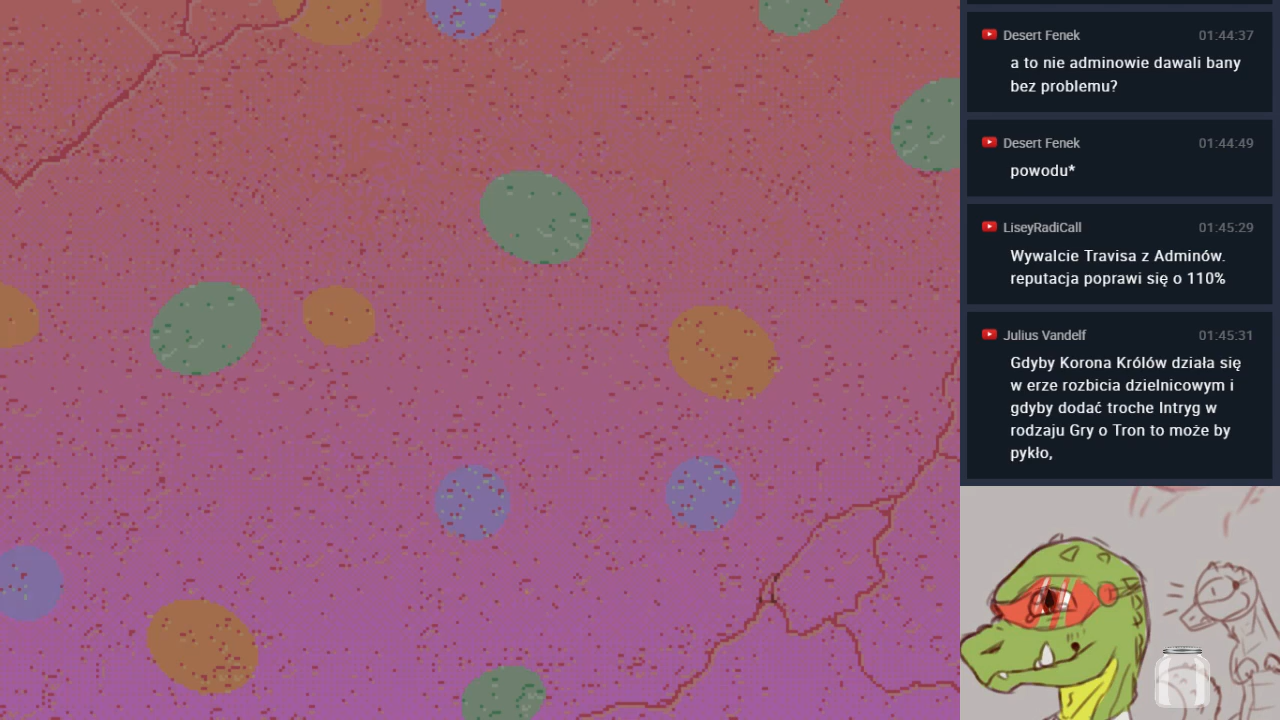 Desert Fenek 01:44:37
a to nie adminowie dawali bany
bez problemu?
Desert Fenek 01:44:49
powodu*
LiseyRadiCall 01:45:29
Wywalcie Travisa z Adminów.
reputacja poprawi się o 110%
Julius Vandelf 01:45:31
Gdyby Korona Królów działa się
w erze rozbicia dzielnicowym i
gdyby dodać troche Intryg w
rodzaju Gry o Tron to może by
pykło,